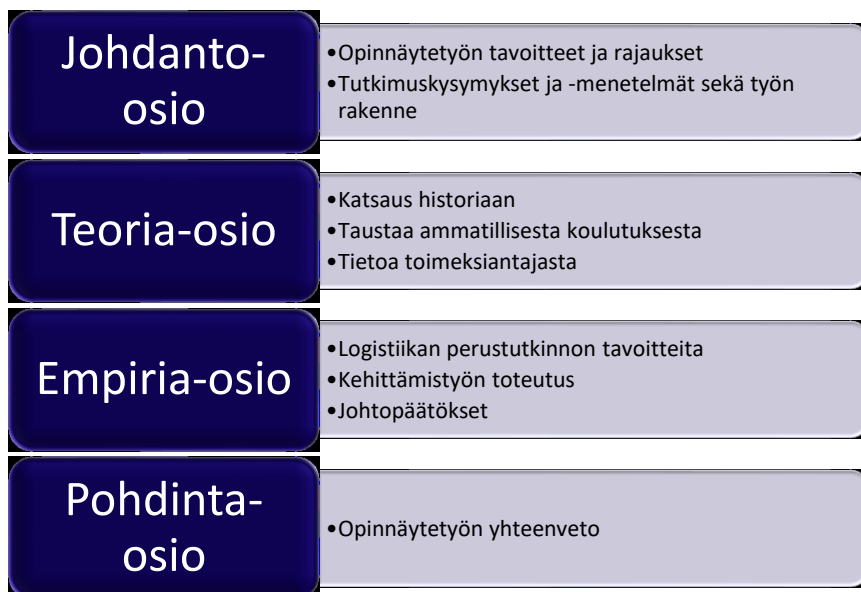 Johdanto-
osio
•Opinnäytetyön tavoitteet ja rajaukset
•Tutkimuskysymykset ja -menetelmät sekä työn
rakenne
Teoria-osio
•Katsaus historiaan
•Taustaa ammatillisesta koulutuksesta
•Tietoa toimeksiantajasta
Empiria-osio
•Logistiikan perustutkinnon tavoitteita
•Kehittämistyön toteutus
•Johtopäätökset
Pohdinta-
osio
•Opinnäytetyön yhteenveto